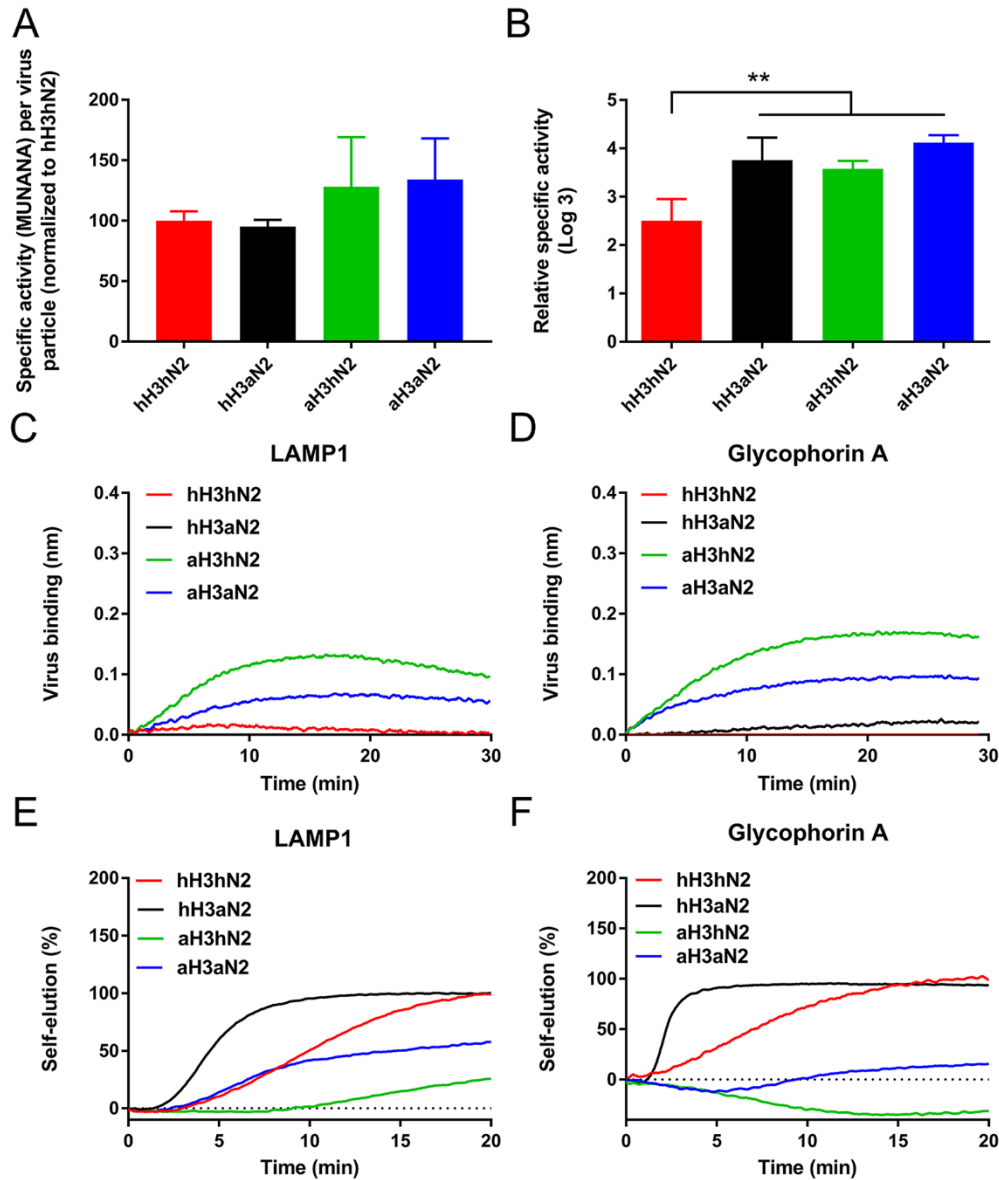 A
Specific activity (MUNANA) per virus
particle (normalized to hH3hN2)
200
150
100
50
0
hH3hN2
hH3aN2
aH3hN2
aH3aN2
B
Relative specific activity
(Log 3)
**
5
4
3
2
1
0
hH3hN2
hH3aN2
aH3hN2
aH3aN2
C
LAMP1
hH3hN2
hH3aN2
aH3hN2
aH3aN2
Virus binding (nm)
0.4
0.3
0.2
0.1
0.0
0 10 20 30
Time (min)
D
Glycophorin A
hH3hN2
hH3aN2
aH3hN2
aH3aN2
Virus binding (nm)
0.4
0.3
0.2
0.1
0.0
0 10 20 30
Time (min)
E
LAMP1
hH3hN2
hH3aN2
aH3hN2
aH3aN2
Self-elution (%)
200
150
100
50
0
0 5 10 15 20
Time (min)
F
Glycophorin A
hH3hN2
hH3aN2
aH3hN2
aH3aN2
Self-elution (%)
200
150
100
50
0
0 5 10 15 20
Time (min)